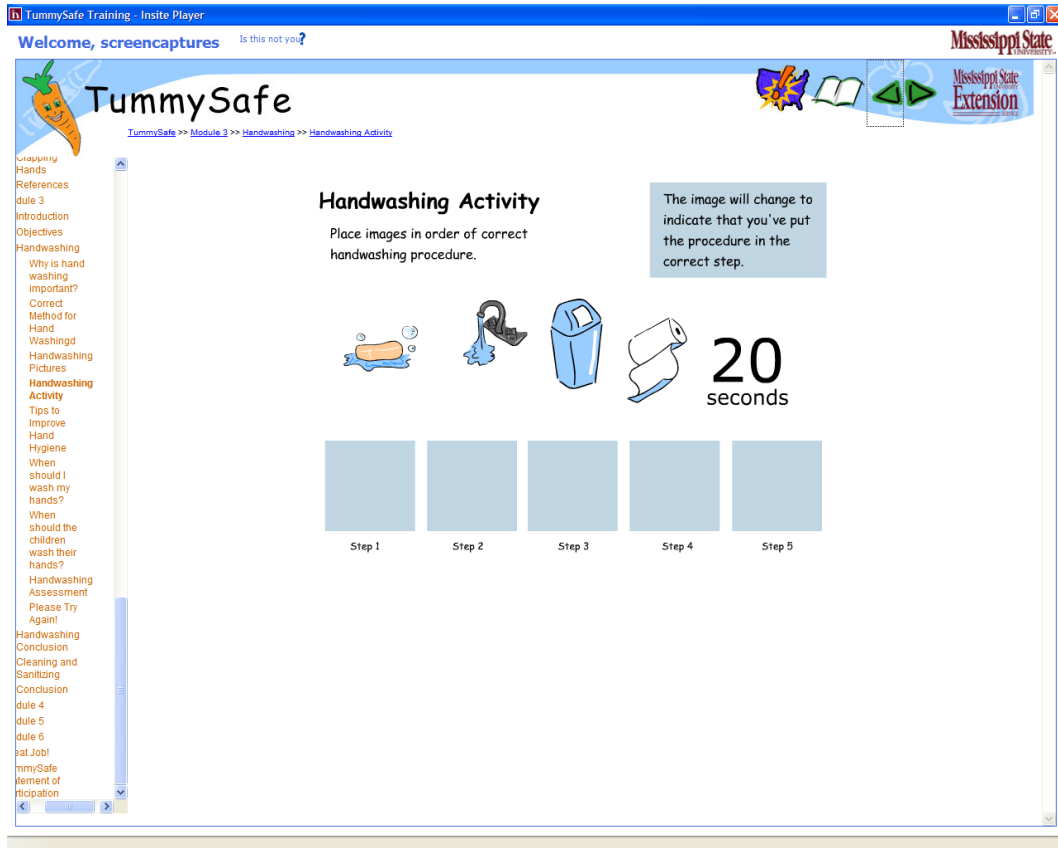 TummySafe Training - Insite Player
Welcome, screencaptures
Is this not you?
Mississippi State
UNIVERSITY
TummySafe
Mississippi State
UNIVERSITY
Extension
SERVICE
TummySafe >> Module 3 >> Handwashing >> Handwashing Activity
Clapping
Hands
References
dule 3
Introduction
Objectives
Handwashing
Why is hand
washing
important?
Correct
Method for
Hand
Washingd
Handwashing
Pictures
Handwashing
Activity
Tips to
Improve
Hand
Hygiene
When
should I
wash my
hands?
When
should the
children
wash their
hands?
Handwashing
Assessment
Please Try
Again!
Handwashing
Conclusion
Cleaning and
Sanitizing
Conclusion
dule 4
dule 5
dule 6
eat Job!
mmySafe
atement of
rticipation
Handwashing Activity
Place images in order of correct
handwashing procedure.
The image will change to
indicate that you've put
the procedure in the
correct step.
20
seconds
Step 1
Step 2
Step 3
Step 4
Step 5